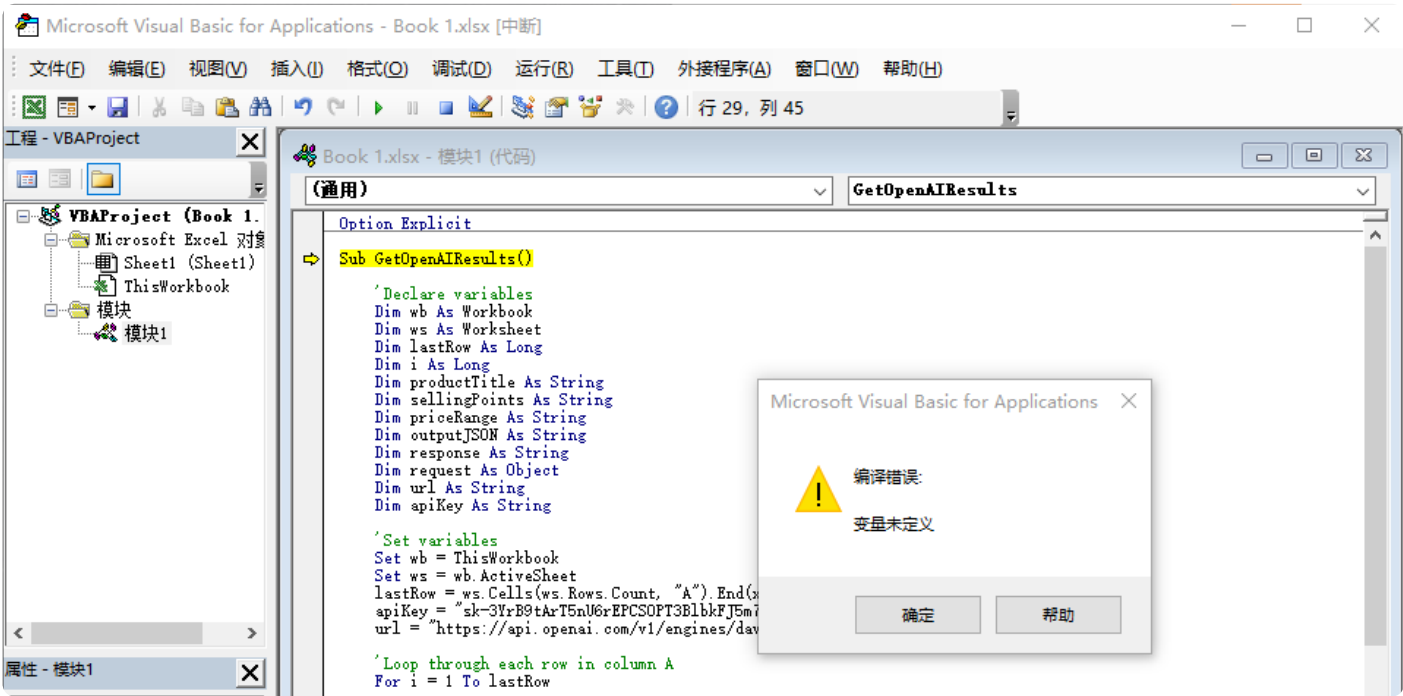 Microsoft Visual Basic for Applications - Book 1.xlsx [中断]
文件(F) 编辑(E) 视图(V) 插入(I) 格式(O) 调试(D) 运行(R) 工具(T) 外接程序(A) 窗口(W) 帮助(H)
行 29, 列 45
工程 - VBAProject
VBAProject (Book 1.
Microsoft Excel 对象
Sheet1 (Sheet1)
ThisWorkbook
模块
模块1
属性 - 模块1
Book 1.xlsx - 模块1 (代码)
(通用) GetOpenAIResults
Option Explicit
Sub GetOpenAIResults()
'Declare variables
Dim wb As Workbook
Dim ws As Worksheet
Dim lastRow As Long
Dim i As Long
Dim productTitle As String
Dim sellingPoints As String
Dim priceRange As String
Dim outputJSON As String
Dim response As String
Dim request As Object
Dim url As String
Dim apiKey As String
'Set variables
Set wb = ThisWorkbook
Set ws = wb.ActiveSheet
lastRow = ws.Cells(ws.Rows.Count, "A").End(x
apiKey = "sk-3YrB9tArT5nU6rEPCSOPT3BlbkFJ5m7
url = "https://api.openai.com/v1/engines/dav
'Loop through each row in column A
For i = 1 To lastRow
Microsoft Visual Basic for Applications
编译错误:
变量未定义
确定 帮助